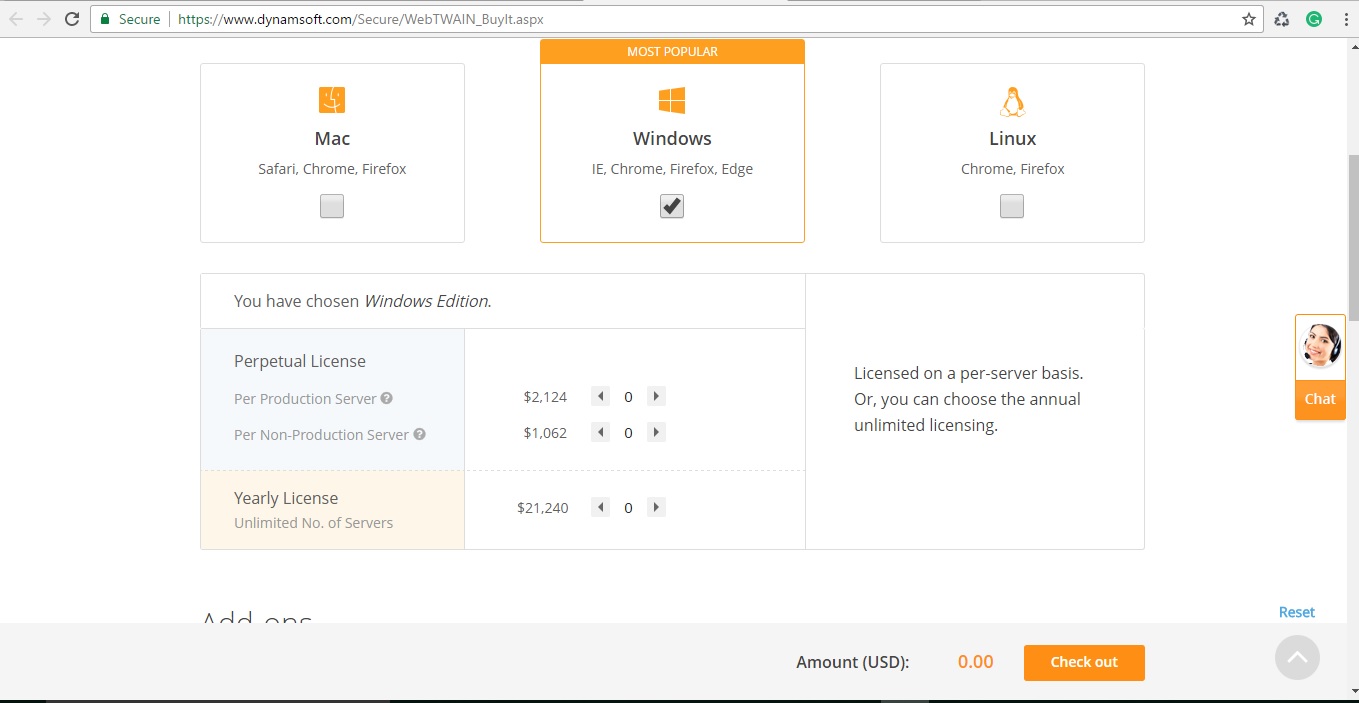 Secure
https://www.dynamsoft.com/Secure/WebTWAIN_BuyIt.aspx
MOST POPULAR
Mac
Safari, Chrome, Firefox
Windows
IE, Chrome, Firefox, Edge
Linux
Chrome, Firefox
You have chosen Windows Edition.
Perpetual License
Per Production Server ?
$2,124 0
Per Non-Production Server ?
$1,062 0
Yearly License
Unlimited No. of Servers
$21,240 0
Licensed on a per-server basis.
Or, you can choose the annual
unlimited licensing.
Chat
Add-ons
Reset
Amount (USD): 0.00
Check out